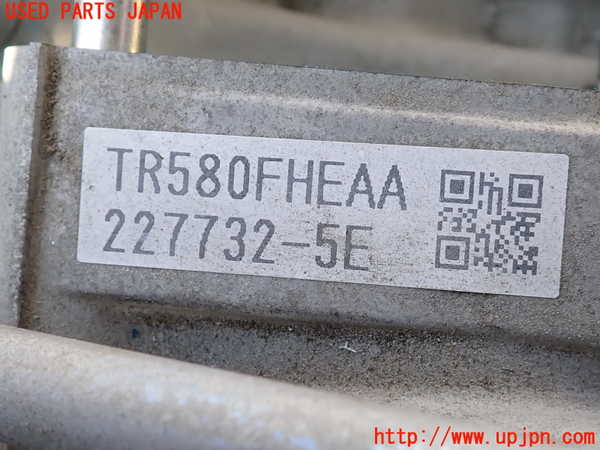 USED PARTS JAPAN
TR580FHEAA
227732-5E
http://www.upjpn.com